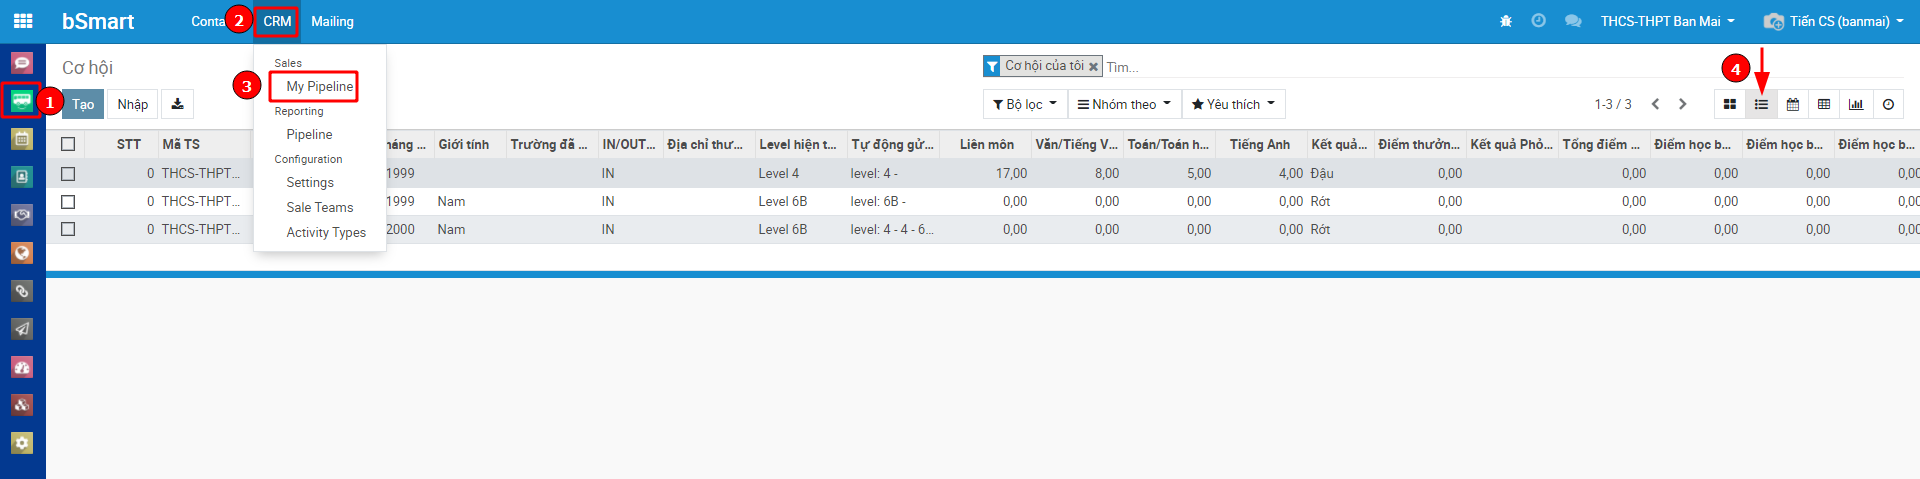 bSmart
Conta
2
CRM
Mailing
THCS-THPT Ban Mai
Tiến CS (banmai)
Cơ hội
Sales
Cơ hội của tôi
Tìm...
4
3
My Pipeline
1
Tạo
Nhập
Reporting
Bộ lọc
Nhóm theo
Yêu thích
1-3 / 3
Pipeline
STT
Mã TS
háng ...
Giới tính
Trường đã ...
IN/OUT...
Địa chỉ thư...
Level hiện t...
Tự động gử...
Liên môn
Văn/Tiếng V...
Toán/Toán h...
Tiếng Anh
Kết quả...
Điểm thưởn...
Kết quả Phỏ...
Tổng điểm ...
Điểm học b...
Điểm học b...
Điểm học b...
Configuration
0 THCS-THPT... 1999 IN Level 4 level: 4 - 17,00 8,00 5,00 4,00 Đậu 0,00 0,00 0,00 0,00 0,00
Settings
0 THCS-THPT... 1999 Nam IN Level 6B level: 6B - 0,00 0,00 0,00 0,00 Rớt 0,00 0,00 0,00 0,00 0,00
Sale Teams
0 THCS-THPT... 2000 Nam IN Level 6B level: 4 - 4 - 6... 0,00 0,00 0,00 0,00 Rớt 0,00 0,00 0,00 0,00 0,00
Activity Types